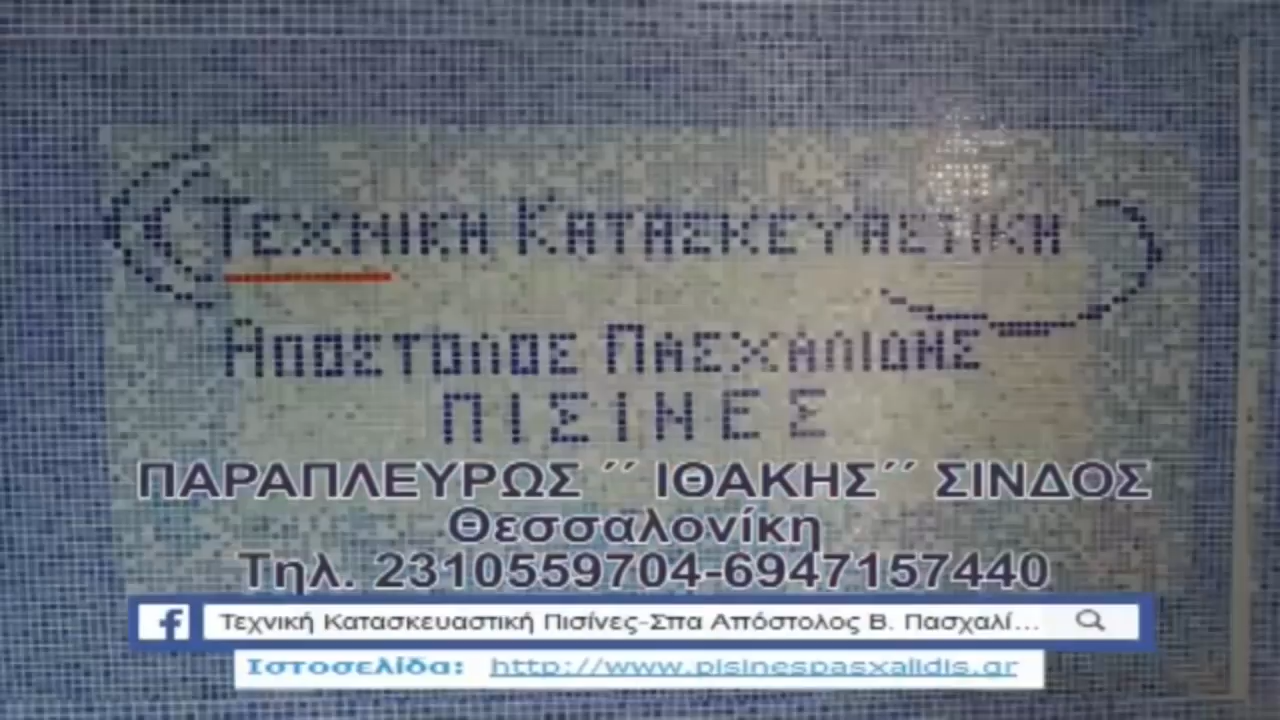 Τεχνικη Κατασκευαστικη
Αποστολος Πασχαλιδης
ΠΙΣΙΝΕΣ
ΠΑΡΑΠΛΕΥΡΩΣ ΄΄ ΙΘΑΚΗΣ΄΄ ΣΙΝΔΟΣ
Θεσσαλονίκη
Τηλ. 2310559704-6947157440
f Τεχνική Κατασκευαστική Πισίνες-Σπα Απόστολος Β. Πασχαλί...
Ιστοσελίδα: http://www.pisinespasxalidis.gr